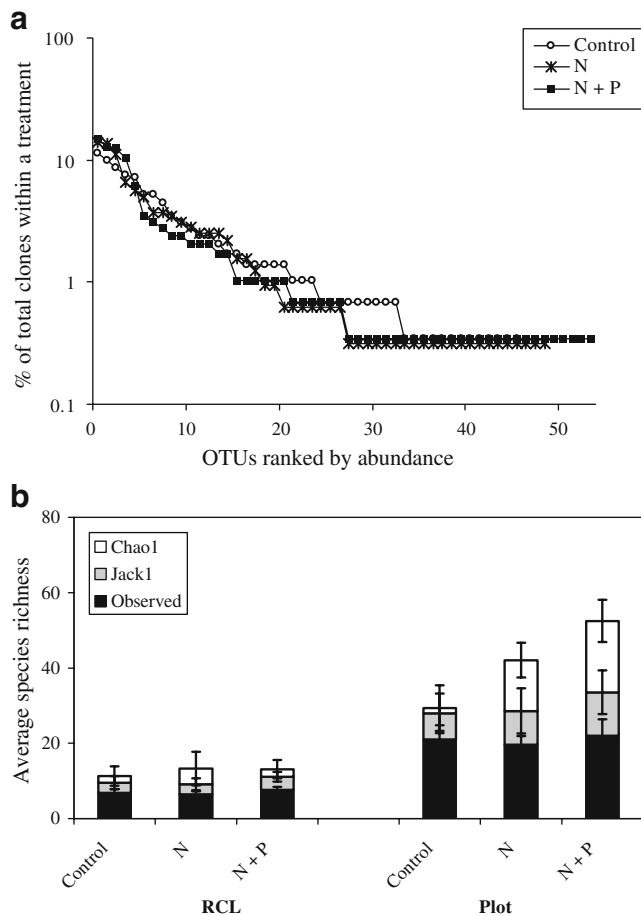 a
100
10
1
0.1
% of total clones within a treatment
Control
N
N + P
0
10
20
30
40
50
OTUs ranked by abundance
b
80
60
40
20
0
Average species richness
Chao1
Jack1
Observed
Control
N
N + P
Control
N
N + P
RCL
Plot